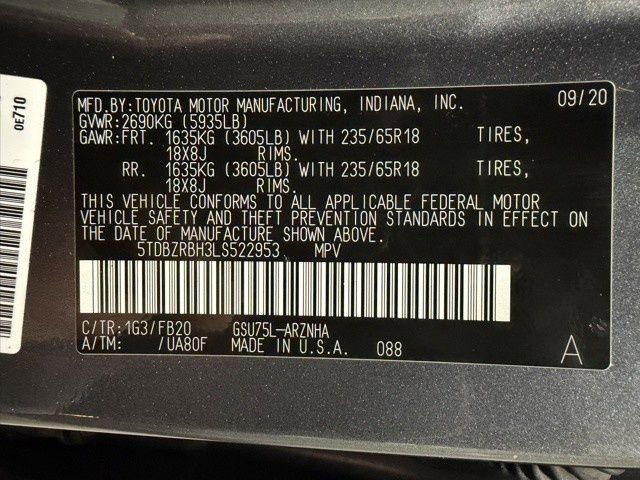 0E710
MFD.BY:TOYOTA MOTOR MANUFACTURING, INDIANA, INC. 09/20
GVWR:2690KG (5935LB)
GAWR:FRT. 1635KG (3605LB) WITH 235/65R18 TIRES,
18X8J RIMS.
RR. 1635KG (3605LB) WITH 235/65R18 TIRES,
18X8J RIMS.
THIS VEHICLE CONFORMS TO ALL APPLICABLE FEDERAL MOTOR
VEHICLE SAFETY AND THEFT PREVENTION STANDARDS IN EFFECT ON
THE DATE OF MANUFACTURE SHOWN ABOVE.
5TDBZRBH3LS522953 MPV
C/TR:1G3/FB20 GSU75L-ARZNHA
A/TM: /UA80F MADE IN U.S.A. 088 A